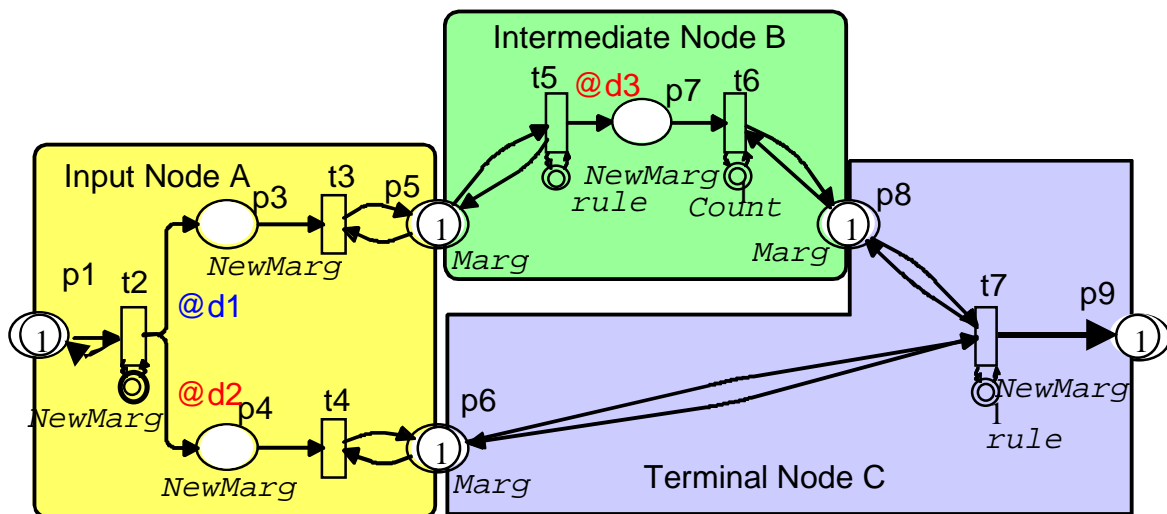 Intermediate Node B
t5
@d3
p7
t6
NewMarg
rule
1
Count
Input Node A
p3
t3
p5
1
NewMarg
Marg
p8
1
Marg
p1
t2
@d1
1
NewMarg
@d2
p4
t4
p6
1
NewMarg
Marg
t7
p9
1
NewMarg
1
rule
Terminal Node C